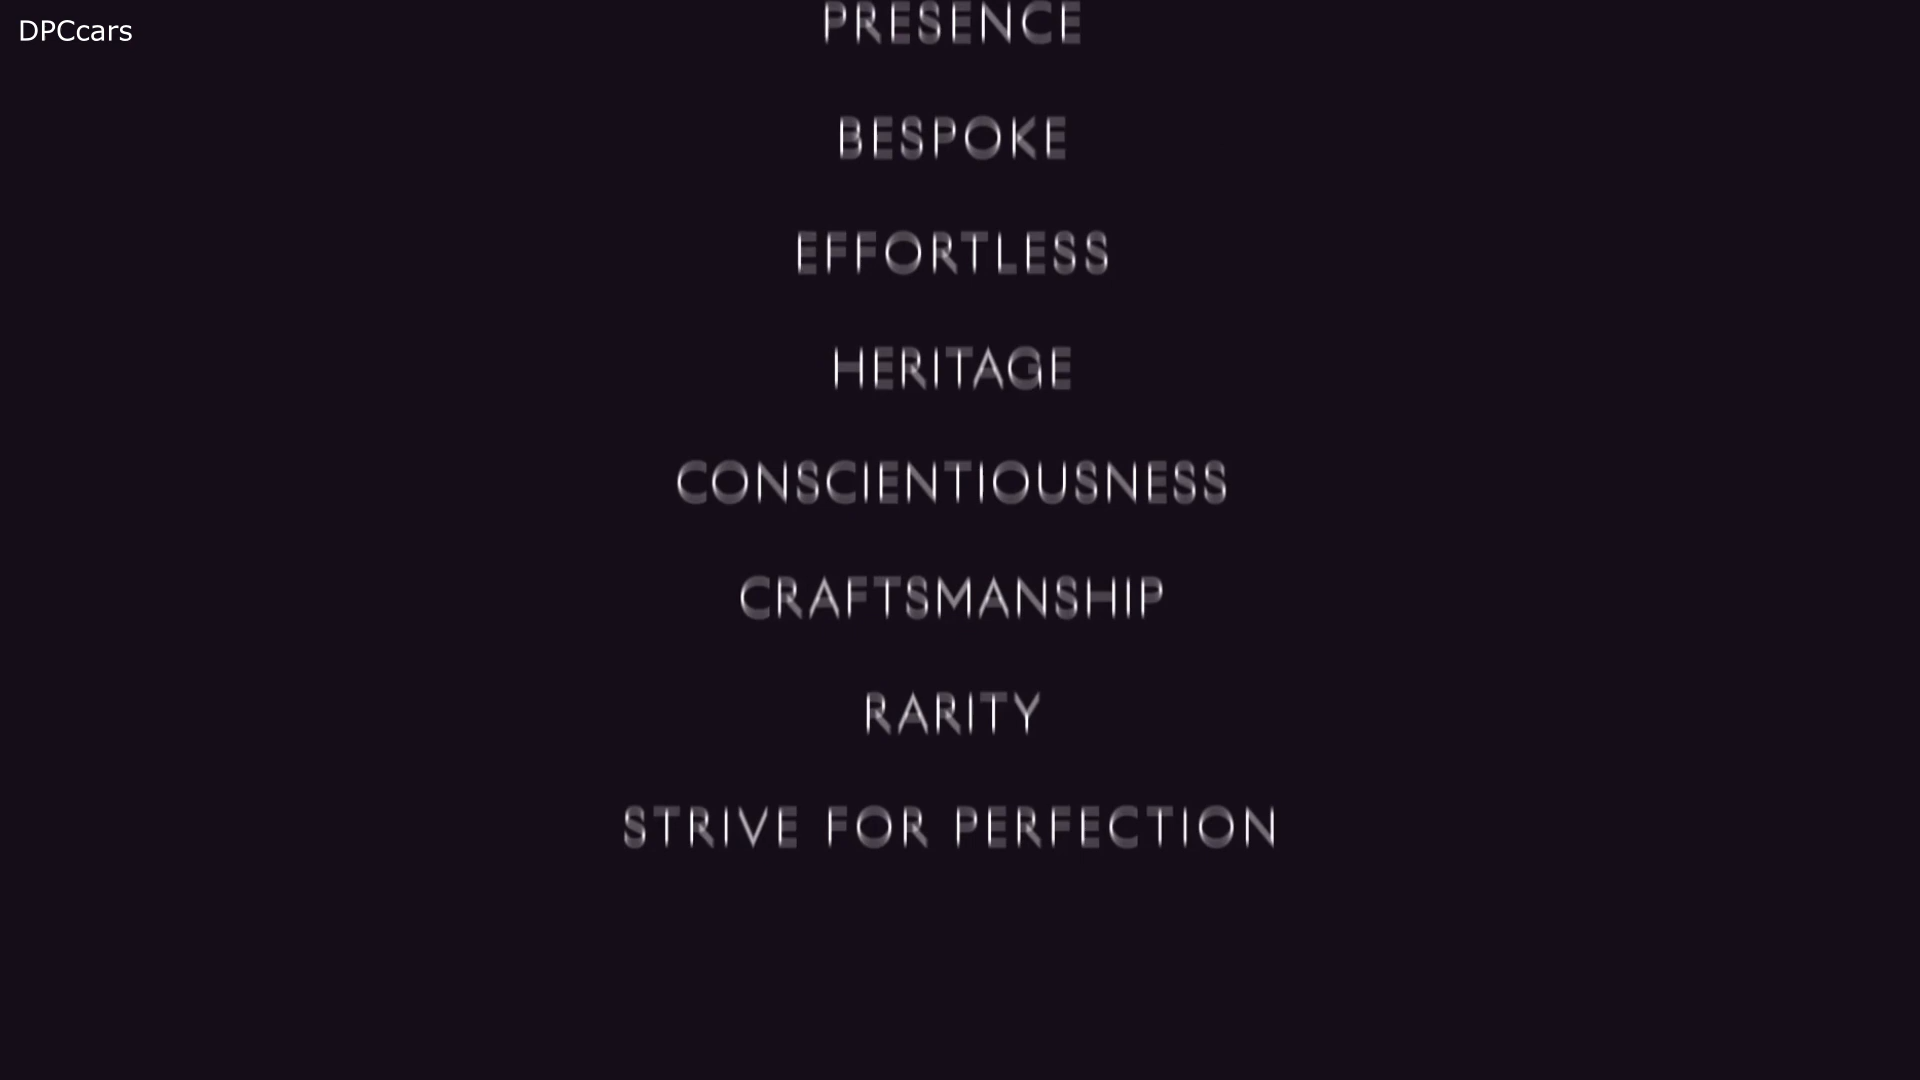 DPCcars
PRESENCE
BESPOKE
EFFORTLESS
HERITAGE
CONSCIENTIOUSNESS
CRAFTSMANSHIP
RARITY
STRIVE FOR PERFECTION